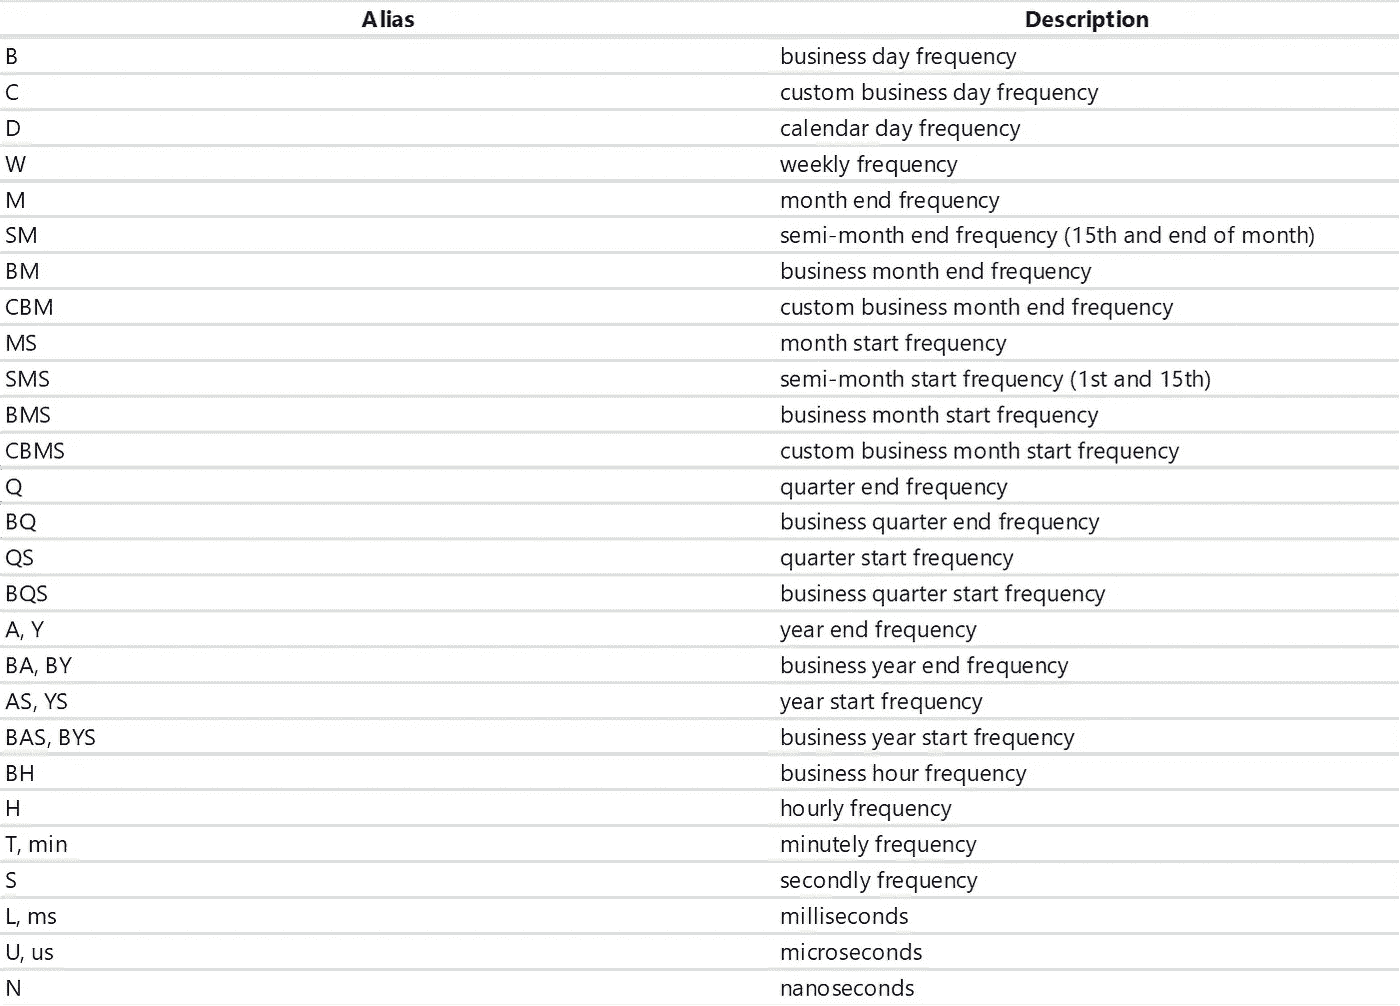 Alias Description
B business day frequency
C custom business day frequency
D calendar day frequency
W weekly frequency
M month end frequency
SM semi-month end frequency (15th and end of month)
BM business month end frequency
CBM custom business month end frequency
MS month start frequency
SMS semi-month start frequency (1st and 15th)
BMS business month start frequency
CBMS custom business month start frequency
Q quarter end frequency
BQ business quarter end frequency
QS quarter start frequency
BQS business quarter start frequency
A, Y year end frequency
BA, BY business year end frequency
AS, YS year start frequency
BAS, BYS business year start frequency
BH business hour frequency
H hourly frequency
T, min minutely frequency
S secondly frequency
L, ms milliseconds
U, us microseconds
N nanoseconds